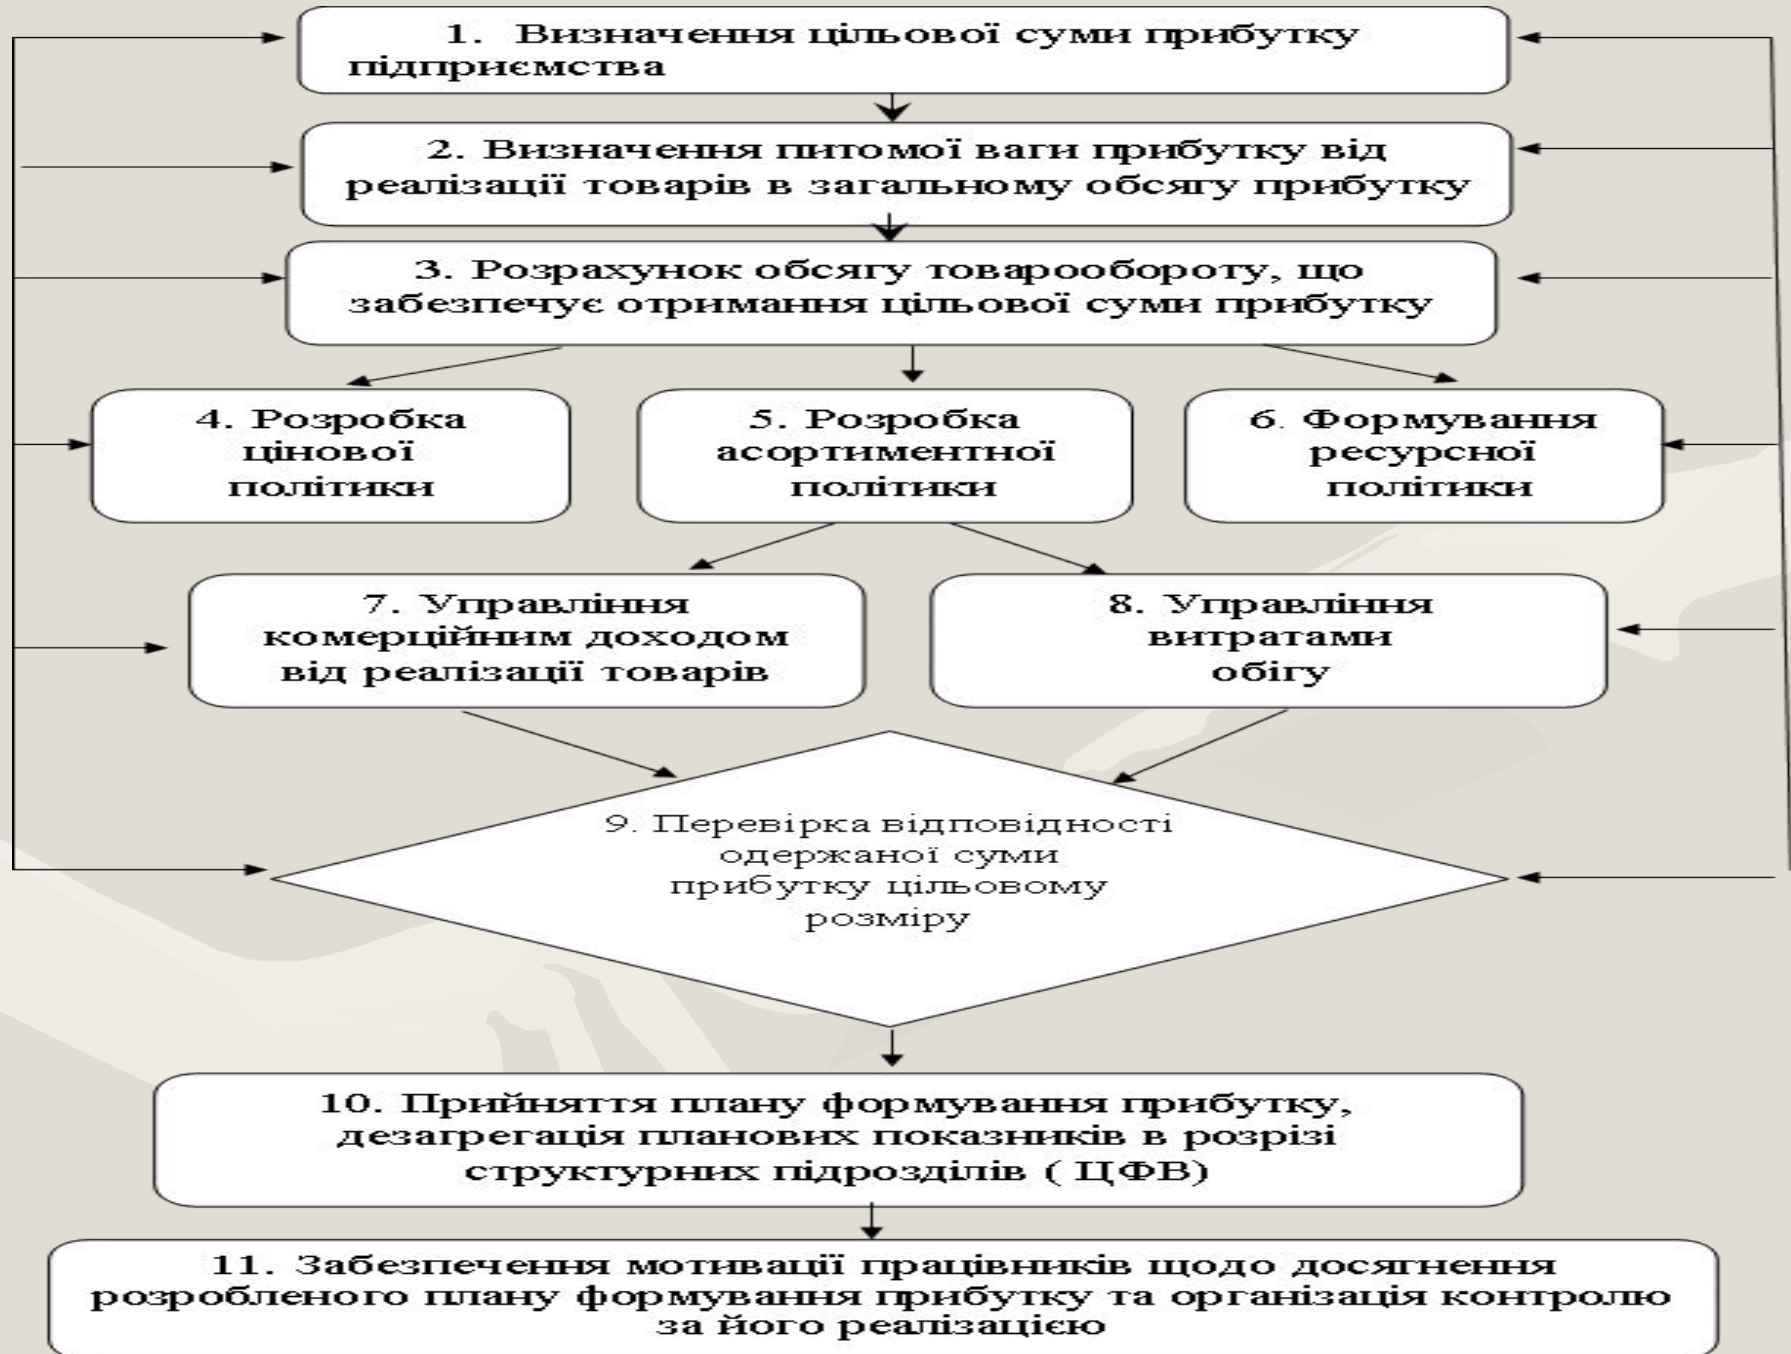 1. Визначення цільової суми прибутку
підприємства
2. Визначення питомої ваги прибутку від
реалізації товарів в загальному обсягу прибутку
3. Розрахунок обсягу товарообороту, що
забезпечує отримання цільової суми прибутку
4. Розробка
цінової
політики
5. Розробка
асортиментної
політики
6. Формування
ресурсної
політики
7. Управління
комерційним доходом
від реалізації товарів
8. Управління
витратами
обігу
9. Перевірка відповідності
одержаної суми
прибутку цільовому
розміру
10. Прийняття плану формування прибутку,
дезагрегація планових показників в розрізі
структурних підрозділів ( ЦФВ)
11. Забезпечення мотивації працівників щодо досягнення
розробленого плану формування прибутку та організація контролю
за його реалізацією